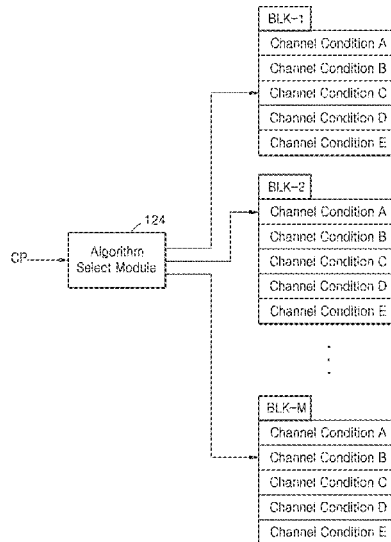 BLK-1
Channel Condition A
Channel Condition B
Channel Condition C
Channel Condition D
Channel Condition E
124
CP
Algorithm
Select Module
BLK-2
Channel Condition A
Channel Condition B
Channel Condition C
Channel Condition D
Channel Condition E
BLK-M
Channel Condition A
Channel Condition B
Channel Condition C
Channel Condition D
Channel Condition E